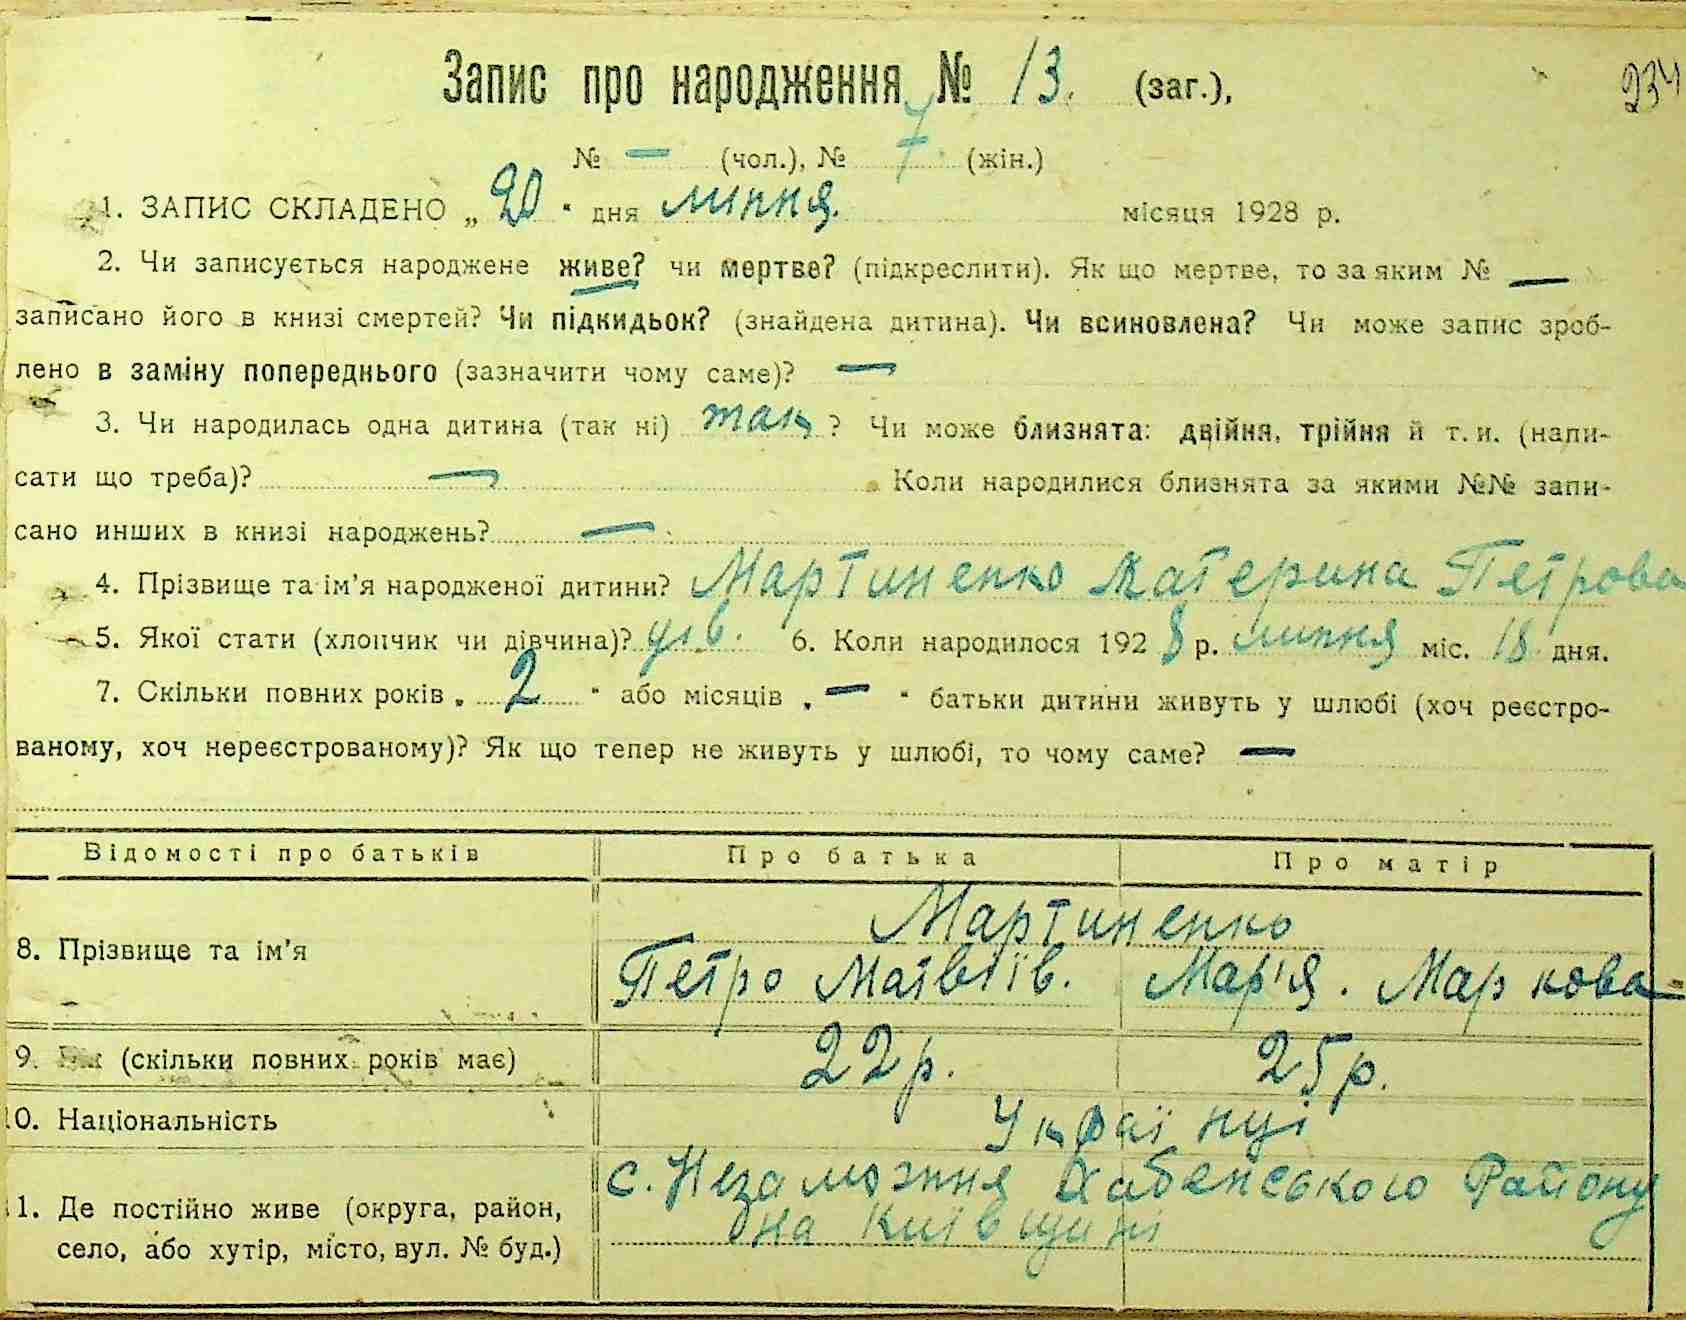 234
Запис про народження № 13. (заг.),
№ — (чол.), № 7 (жін.)
1. ЗАПИС СКЛАДЕНО „ 20 “ дня липня. місяця 1928 р.
2. Чи записується народжене живе? чи мертве? (підкреслити). Як що мертве, то за яким № —
записано його в книзі смертей? Чи підкидьок? (знайдена дитина). Чи всиновлена? Чи може запис зроб-
лено в заміну попереднього (зазначити чому саме)? —
3. Чи народилась одна дитина (так ні) так ? Чи може близнята: двійня, трійня й т. и. (напи-
сати що треба)? — Коли народилися близнята за якими №№ запи-
сано инших в книзі народжень? —
4. Прізвище та ім’я народженої дитини? Мартиненко Катерина Петрова
5. Якої стати (хлопчик чи дівчина)? дів. 6. Коли народилося 1928 р. липня міс. 18 дня.
7. Скільки повних років „ 2 “ або місяців „ — “ батьки дитини живуть у шлюбі (хоч реєстро-
ваному, хоч нереєстрованому)? Як що тепер не живуть у шлюбі, то чому саме? —
Відомості про батьків Про батька Про матір
Мартиненко
8. Прізвище та ім’я Петро Матвіїв. Мар'я. Маркова
9. (скільки повних років має) 22 р. 25 р.
10. Національність Українці
11. Де постійно живе (округа, район, с. Незаможня Хабенського Району
село, або хутір, місто, вул. № буд.) на Київщині